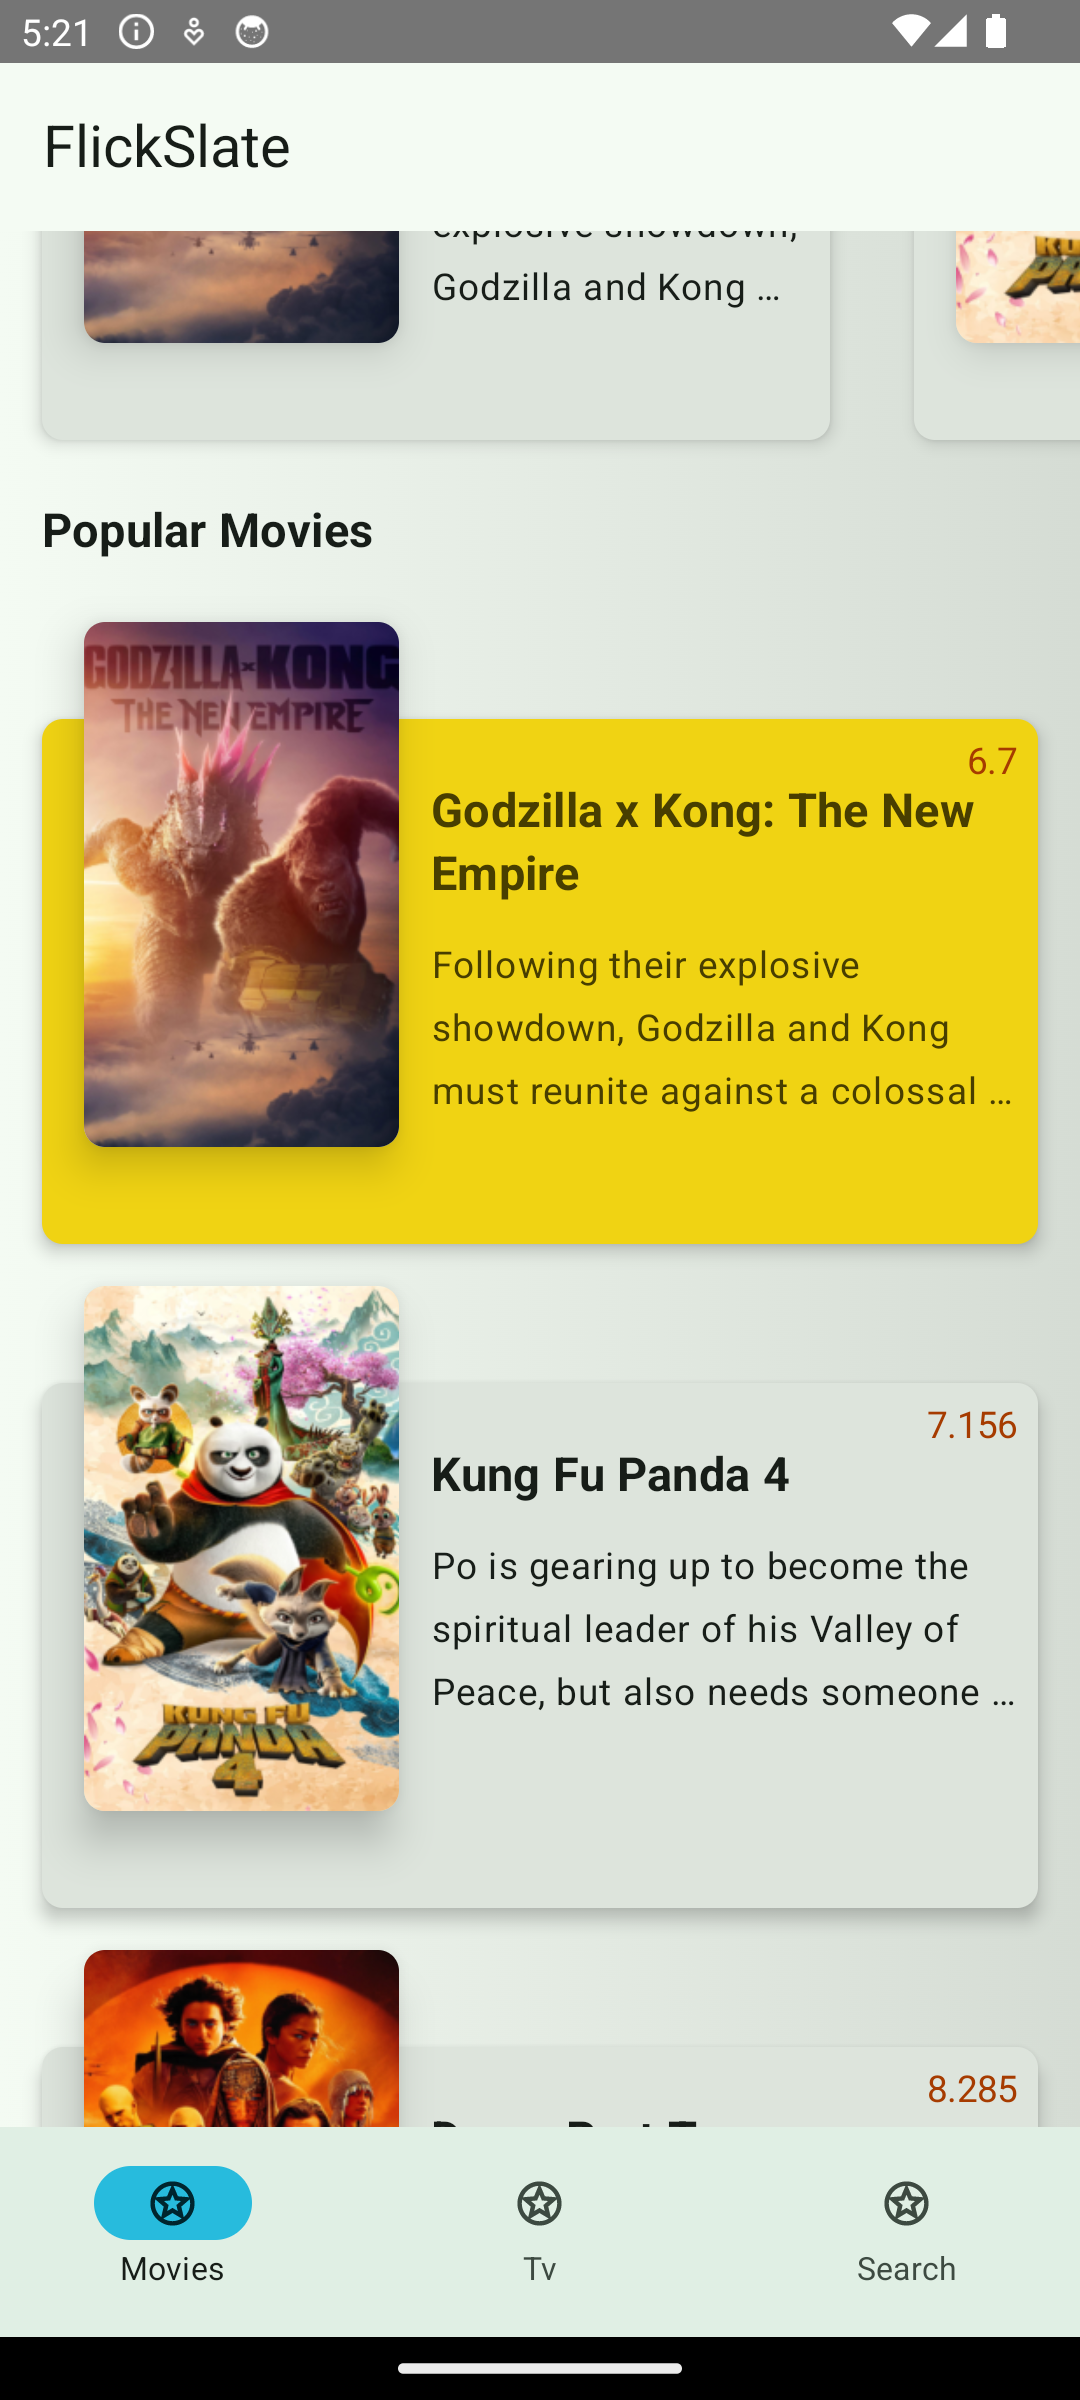 5:21
FlickSlate
explosive showdown,
Godzilla and Kong ...
Popular Movies
GODZILLA x KONG
THE NEW EMPIRE
6.7
Godzilla x Kong: The New
Empire
Following their explosive
showdown, Godzilla and Kong
must reunite against a colossal ...
7.156
Kung Fu Panda 4
Po is gearing up to become the
spiritual leader of his Valley of
Peace, but also needs someone ...
KUNG FU
PANDA
4
8.285
Movies
Tv
Search